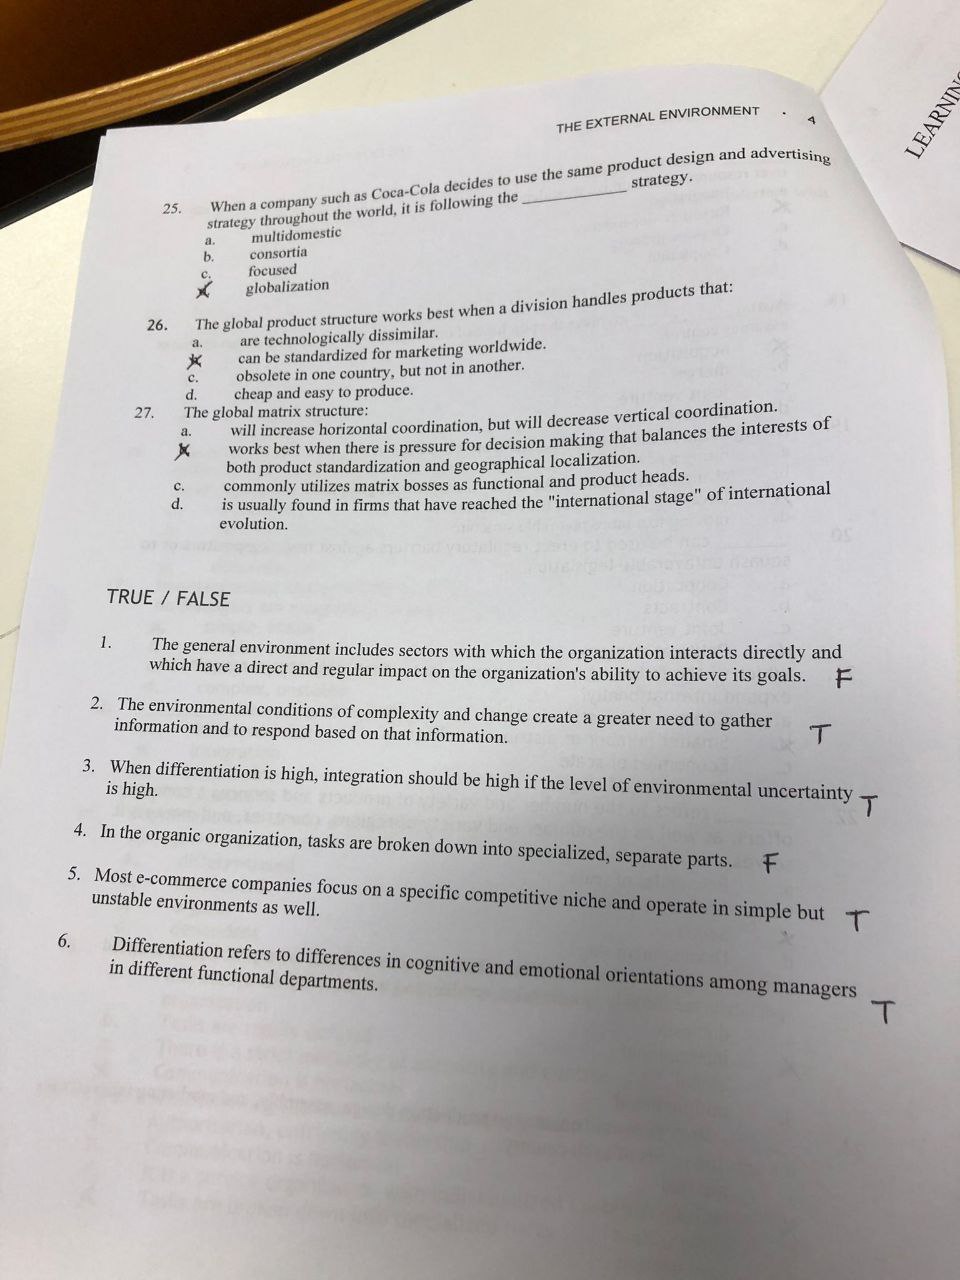 LEARNING
THE EXTERNAL ENVIRONMENT · 4
25. When a company such as Coca-Cola decides to use the same product design and advertising
strategy throughout the world, it is following the ____________ strategy.
a. multidomestic
b. consortia
c. focused
globalization
26. The global product structure works best when a division handles products that:
a. are technologically dissimilar.
can be standardized for marketing worldwide.
c. obsolete in one country, but not in another.
d. cheap and easy to produce.
27. The global matrix structure:
a. will increase horizontal coordination, but will decrease vertical coordination.
works best when there is pressure for decision making that balances the interests of
both product standardization and geographical localization.
c. commonly utilizes matrix bosses as functional and product heads.
d. is usually found in firms that have reached the "international stage" of international
evolution.
TRUE / FALSE
1. The general environment includes sectors with which the organization interacts directly and
which have a direct and regular impact on the organization's ability to achieve its goals. F
2. The environmental conditions of complexity and change create a greater need to gather
information and to respond based on that information. T
3. When differentiation is high, integration should be high if the level of environmental uncertainty
is high. T
4. In the organic organization, tasks are broken down into specialized, separate parts. F
5. Most e-commerce companies focus on a specific competitive niche and operate in simple but
unstable environments as well. T
6. Differentiation refers to differences in cognitive and emotional orientations among managers
in different functional departments. T